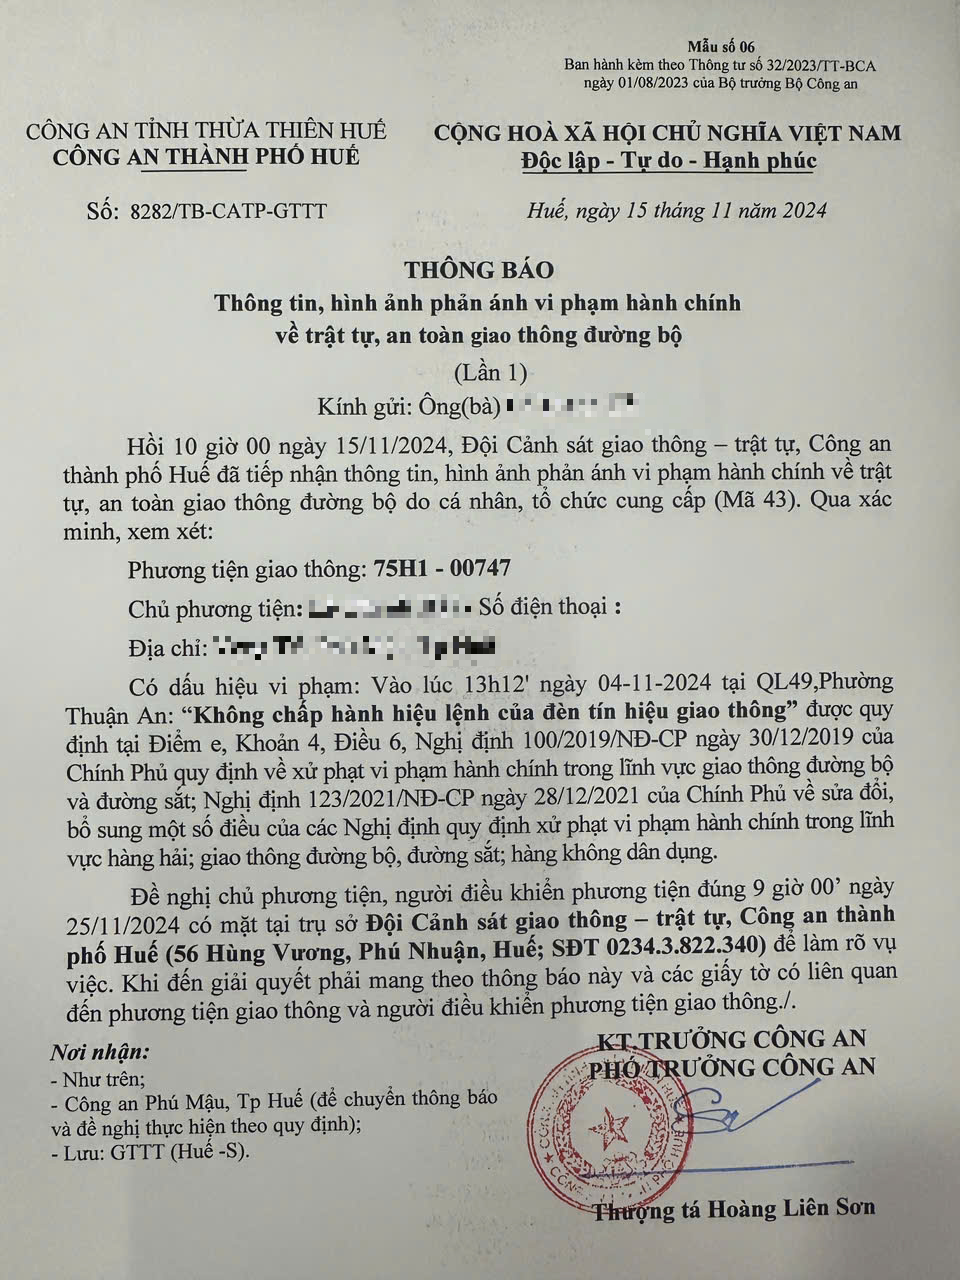 Mẫu số 06
Ban hành kèm theo Thông tư số 32/2023/TT-BCA
ngày 01/08/2023 của Bộ trưởng Bộ Công an
CÔNG AN TỈNH THỪA THIÊN HUẾ
CÔNG AN THÀNH PHỐ HUẾ
CỘNG HOÀ XÃ HỘI CHỦ NGHĨA VIỆT NAM
Độc lập - Tự do - Hạnh phúc
Số: 8282/TB-CATP-GTTT
Huế, ngày 15 tháng 11 năm 2024
THÔNG BÁO
Thông tin, hình ảnh phản ánh vi phạm hành chính
về trật tự, an toàn giao thông đường bộ
(Lần 1)
Kính gửi: Ông(bà)
Hồi 10 giờ 00 ngày 15/11/2024, Đội Cảnh sát giao thông – trật tự, Công an
thành phố Huế đã tiếp nhận thông tin, hình ảnh phản ánh vi phạm hành chính về trật
tự, an toàn giao thông đường bộ do cá nhân, tổ chức cung cấp (Mã 43). Qua xác
minh, xem xét:
Phương tiện giao thông: 75H1 - 00747
Chủ phương tiện: Số điện thoại :
Địa chỉ: Tp Huế
Có dấu hiệu vi phạm: Vào lúc 13h12' ngày 04-11-2024 tại QL49,Phường
Thuận An: “Không chấp hành hiệu lệnh của đèn tín hiệu giao thông” được quy
định tại Điểm e, Khoản 4, Điều 6, Nghị định 100/2019/NĐ-CP ngày 30/12/2019 của
Chính Phủ quy định về xử phạt vi phạm hành chính trong lĩnh vực giao thông đường bộ
và đường sắt; Nghị định 123/2021/NĐ-CP ngày 28/12/2021 của Chính Phủ về sửa đổi,
bổ sung một số điều của các Nghị định quy định xử phạt vi phạm hành chính trong lĩnh
vực hàng hải; giao thông đường bộ, đường sắt; hàng không dân dụng.
Đề nghị chủ phương tiện, người điều khiển phương tiện đúng 9 giờ 00’ ngày
25/11/2024 có mặt tại trụ sở Đội Cảnh sát giao thông – trật tự, Công an thành
phố Huế (56 Hùng Vương, Phú Nhuận, Huế; SĐT 0234.3.822.340) để làm rõ vụ
việc. Khi đến giải quyết phải mang theo thông báo này và các giấy tờ có liên quan
đến phương tiện giao thông và người điều khiển phương tiện giao thông./.
Nơi nhận:
- Như trên;
- Công an Phú Mậu, Tp Huế (để chuyển thông báo
và đề nghị thực hiện theo quy định);
- Lưu: GTTT (Huế -S).
KT.TRƯỞNG CÔNG AN
PHÓ TRƯỞNG CÔNG AN
Thượng tá Hoàng Liên Sơn